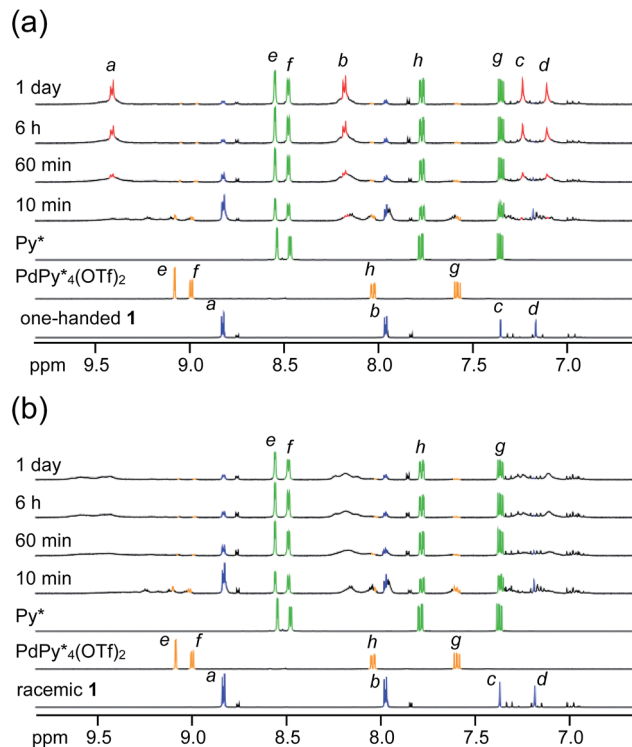 (a)
a e f b h g c d
1 day
6 h
60 min
10 min
Py*
PdPy*4(OTf)2
e f h g
one-handed 1
a b c d
ppm 9.5 9.0 8.5 8.0 7.5 7.0
(b)
e f h g
1 day
6 h
60 min
10 min
Py*
PdPy*4(OTf)2
e f h g
racemic 1
a b c d
ppm 9.5 9.0 8.5 8.0 7.5 7.0